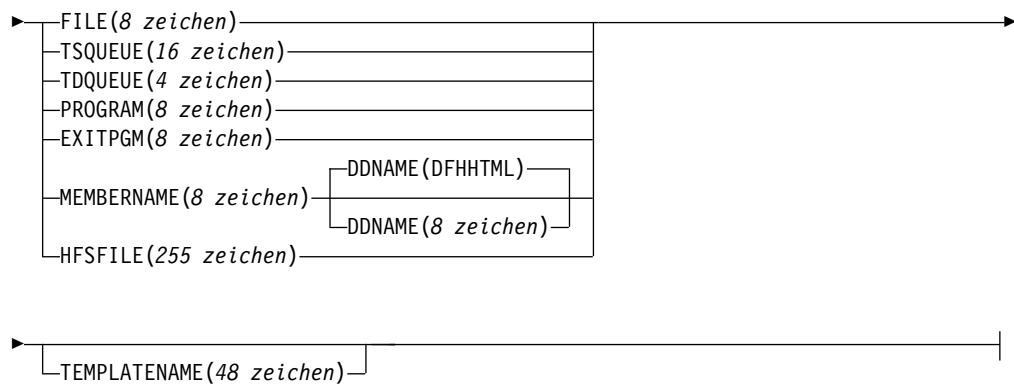 FILE(8 zeichen)
TSQUEUE(16 zeichen)
TDQUEUE(4 zeichen)
PROGRAM(8 zeichen)
EXITPGM(8 zeichen)
DDNAME(DFHHTML)
MEMBERNAME(8 zeichen)
DDNAME(8 zeichen)
HFSFILE(255 zeichen)
TEMPLATENAME(48 zeichen)